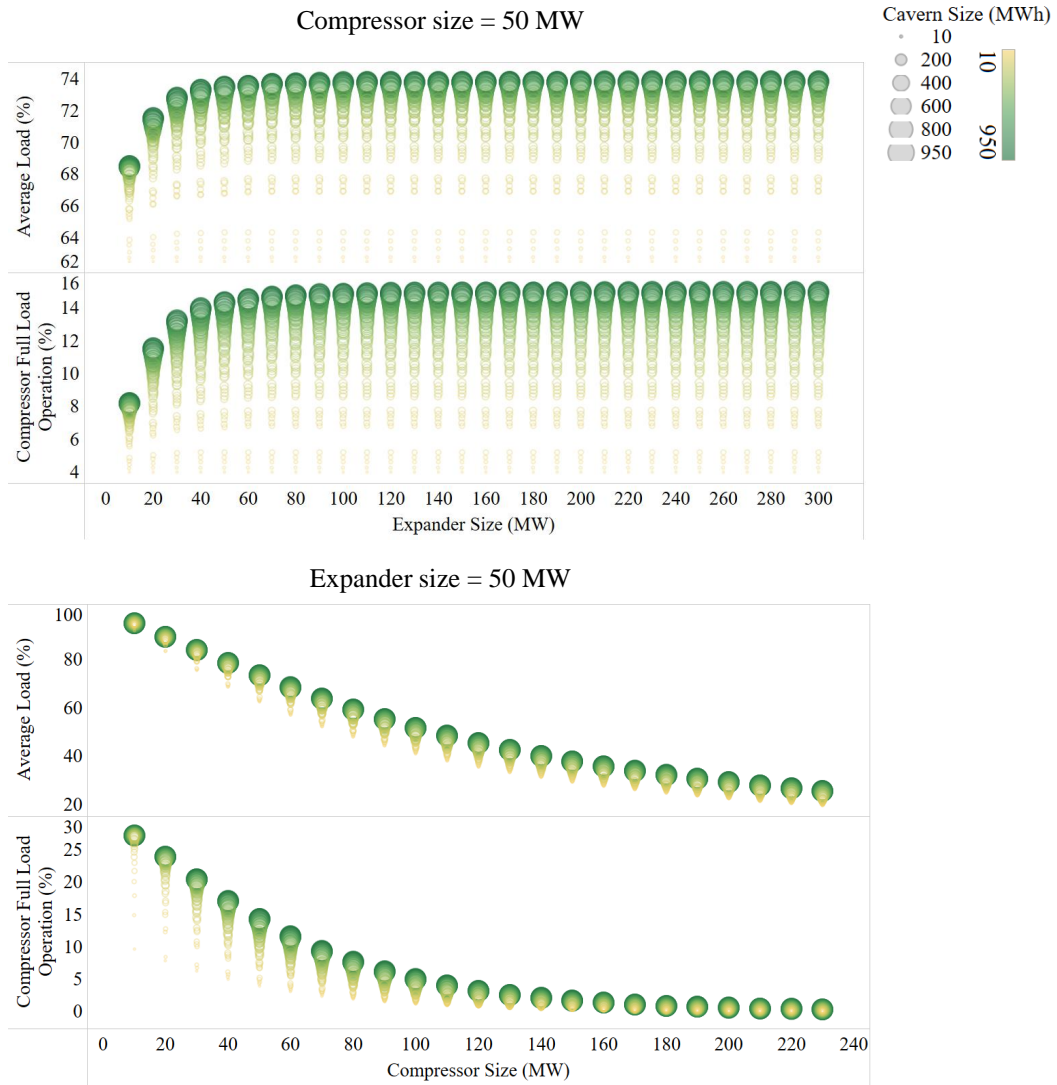 Compressor size = 50 MW
Cavern Size (MWh)
10
200
400
600
800
950
10
950
Average Load (%)
74
72
70
68
66
64
62
Compressor Full Load
Operation (%)
16
14
12
10
8
6
4
0 20 40 60 80 100 120 140 160 180 200 220 240 260 280 300
Expander Size (MW)
Expander size = 50 MW
Average Load (%)
100
80
60
40
20
Compressor Full Load
Operation (%)
30
25
20
15
10
5
0
0 20 40 60 80 100 120 140 160 180 200 220 240
Compressor Size (MW)